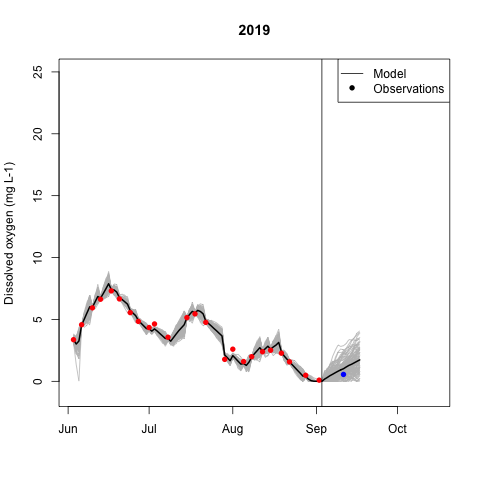 2019
Model
Observations
Dissolved oxygen (mg L-1)
25
20
15
10
5
0
Jun
Jul
Aug
Sep
Oct